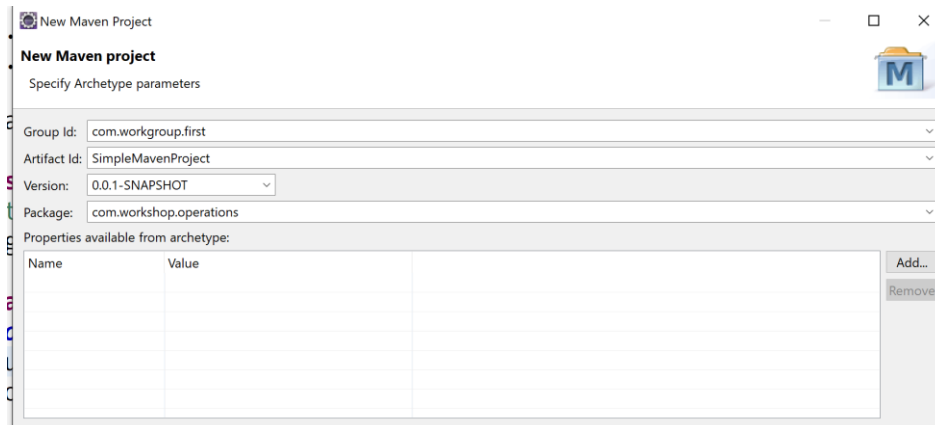 New Maven Project
New Maven project
Specify Archetype parameters
M
Group Id: com.workgroup.first
Artifact Id: SimpleMavenProject
Version: 0.0.1-SNAPSHOT
Package: com.workshop.operations
Properties available from archetype:
Name Value
Add...
Remove